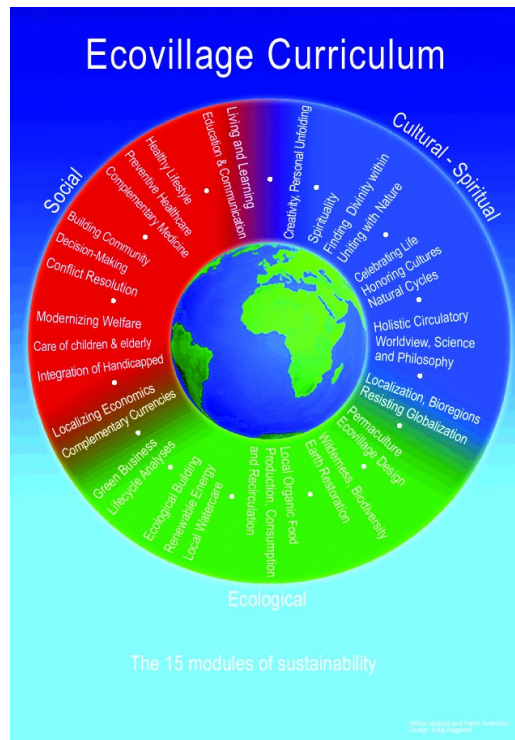 Ecovillage Curriculum
Social
Cultural - Spiritual
Ecological
Living and Learning
Education & Communication
Creativity, Personal Unfolding
Spirituality
Finding Divinity within
Uniting with Nature
Celebrating Life
Honoring Cultures
Natural Cycles
Holistic Circulatory
Worldview, Science
and Philosophy
Localization, Bioregions
Resisting Globalization
Permaculture
Ecovillage Design
Wilderness, Biodiversity
Earth Restoration
Local Organic Food
Production, Consumption
and Recirculation
Ecological Building
Renewable Energy
Local Watercare
Green Business
Lifecycle Analyses
Localizing Economics
Complementary Currencies
Modernizing Welfare
Care of children & elderly
Integration of Handicapped
Building Community
Decision-Making
Conflict Resolution
Healthy Lifestyle
Preventive Healthcare
Complementary Medicine
The 15 modules of sustainability